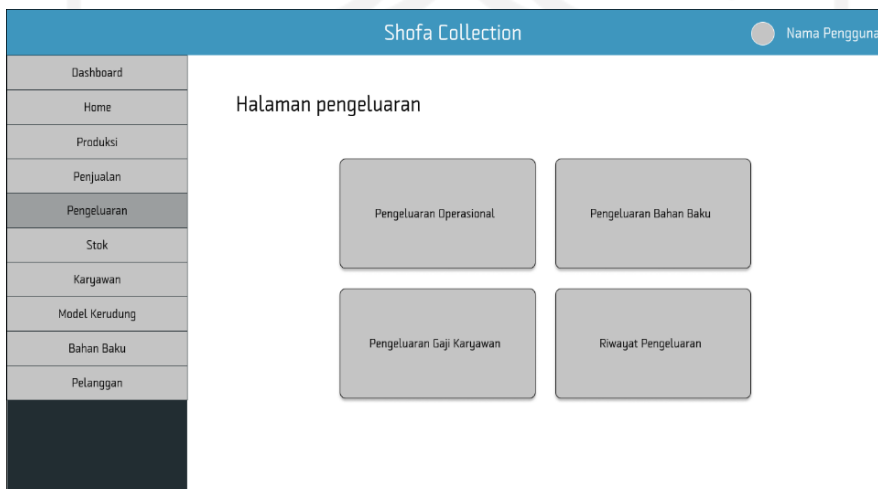 Shofa Collection
Nama Pengguna
Dashboard
Home
Produksi
Penjualan
Pengeluaran
Stok
Karyawan
Model Kerudung
Bahan Baku
Pelanggan
Halaman pengeluaran
Pengeluaran Operasional
Pengeluaran Bahan Baku
Pengeluaran Gaji Karyawan
Riwayat Pengeluaran